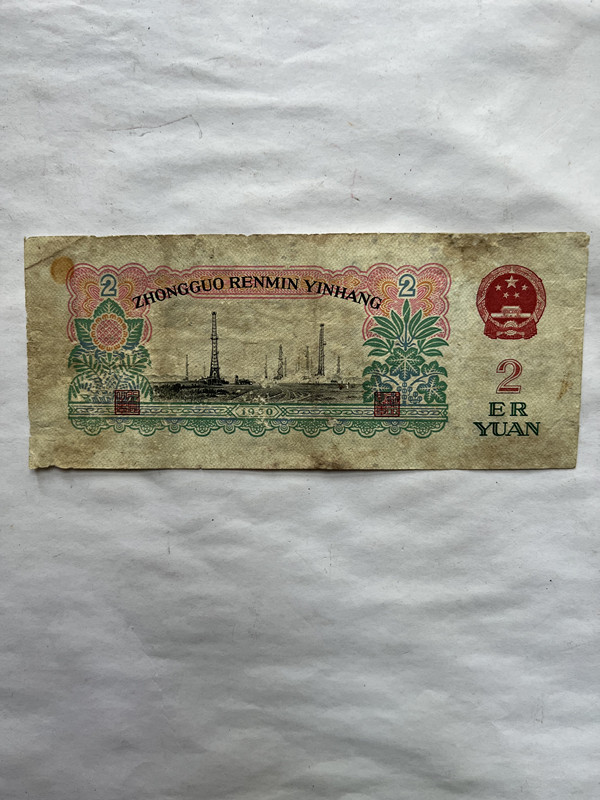 2 ZHONGGUO RENMIN YINHANG 2
2
ER
YUAN
1960